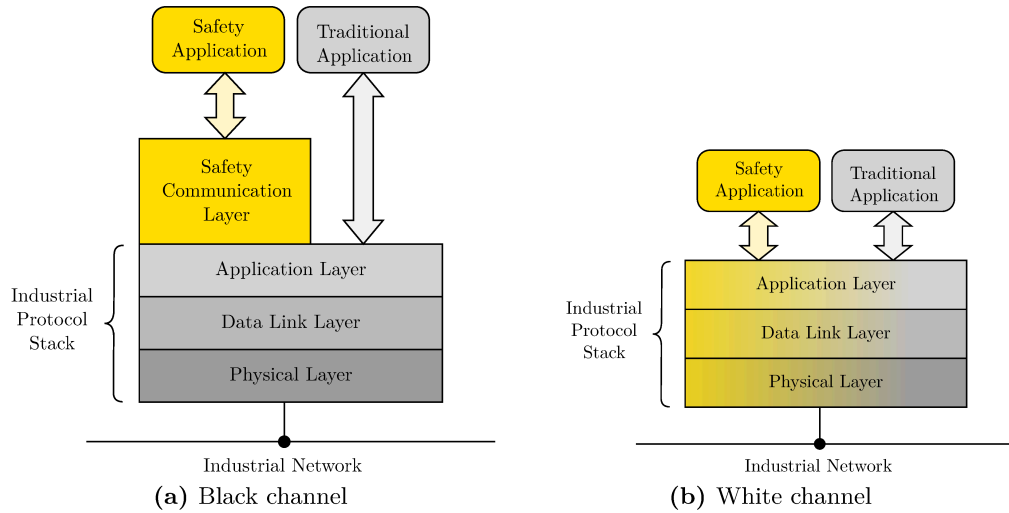 Safety
Application
Traditional
Application
Safety
Communication
Layer
Application Layer
Data Link Layer
Physical Layer
Industrial
Protocol
Stack
Industrial Network
(a) Black channel
Safety
Application
Traditional
Application
Application Layer
Data Link Layer
Physical Layer
Industrial
Protocol
Stack
Industrial Network
(b) White channel